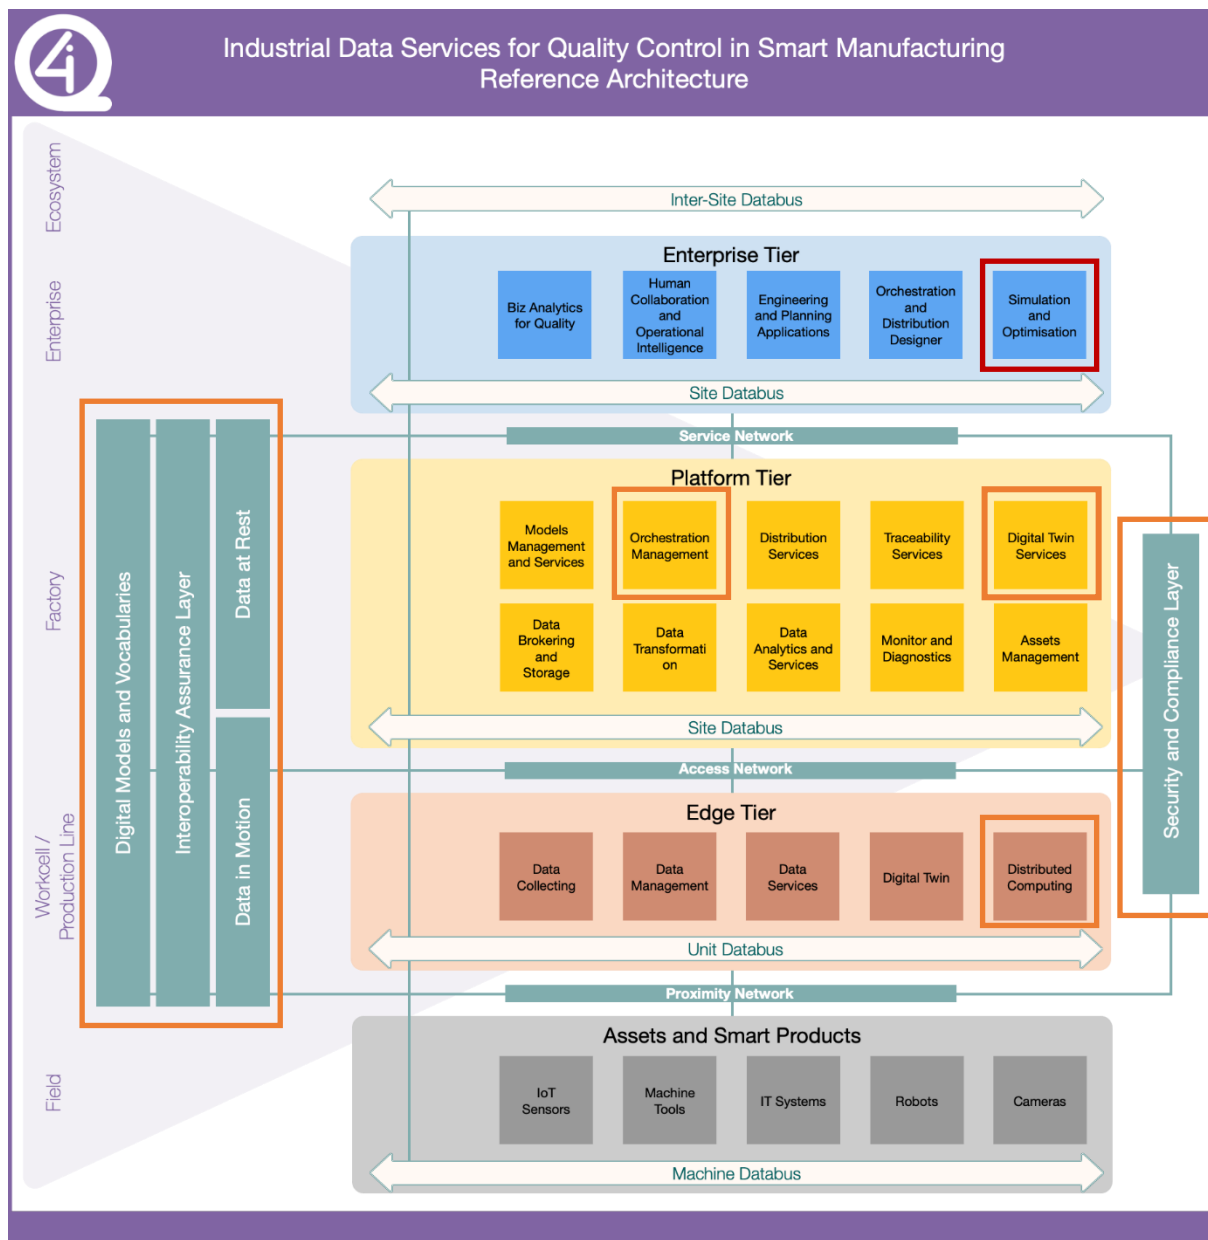 4i
Industrial Data Services for Quality Control in Smart Manufacturing
Reference Architecture
Ecosystem
Enterprise
Factory
Workcell /
Production Line
Field
Inter-Site Databus
Enterprise Tier
Biz Analytics
for Quality
Human
Collaboration
and
Operational
Intelligence
Engineering
and Planning
Applications
Orchestration
and
Distribution
Designer
Simulation
and
Optimisation
Site Databus
Service Network
Digital Models and Vocabularies
Interoperability Assurance Layer
Data at Rest
Data in Motion
Platform Tier
Models
Management
and Services
Orchestration
Management
Distribution
Services
Traceability
Services
Digital Twin
Services
Data
Brokering
and
Storage
Data
Transformati
on
Data
Analytics and
Services
Monitor and
Diagnostics
Assets
Management
Site Databus
Security and Compliance Layer
Access Network
Edge Tier
Data
Collecting
Data
Management
Data
Services
Digital Twin
Distributed
Computing
Unit Databus
Proximity Network
Assets and Smart Products
IoT
Sensors
Machine
Tools
IT Systems
Robots
Cameras
Machine Databus